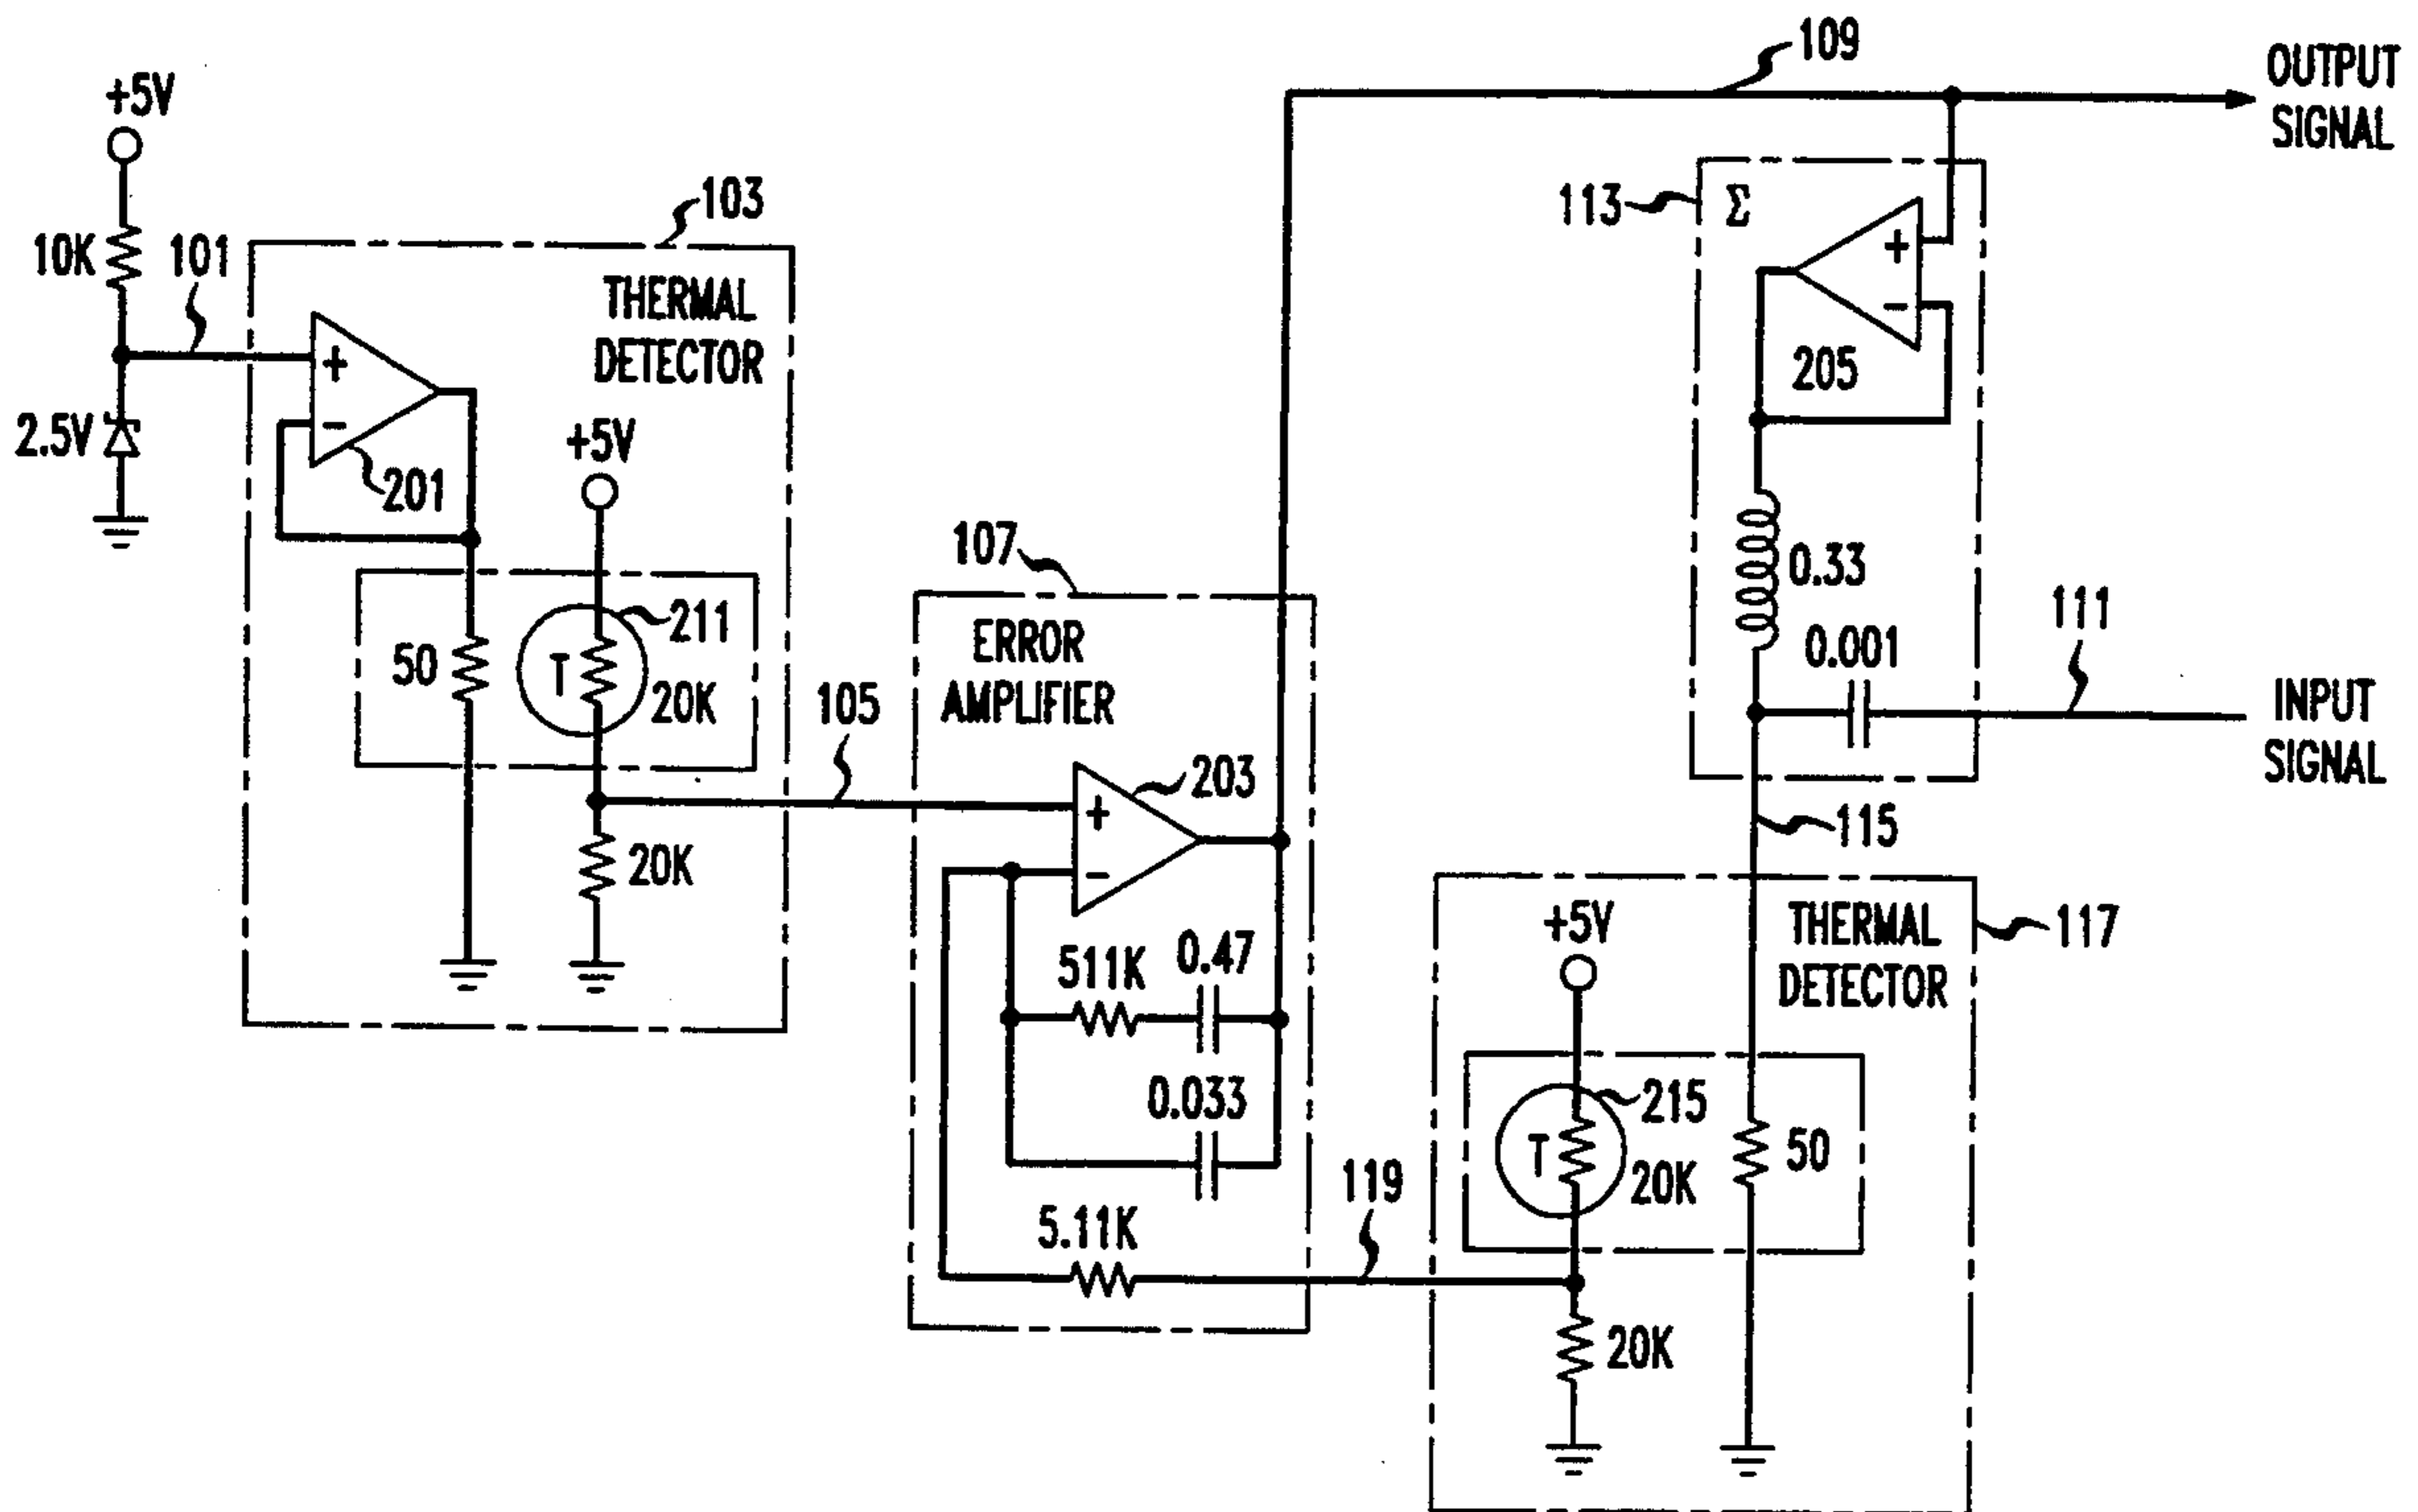 109
OUTPUT
SIGNAL
+5V
103
113
Σ
10K
101
THERMAL
DETECTOR
+
-
+
-
2.5V
201
+5V
205
107
0.33
211
111
50
T
20K
ERROR
AMPLIFIER
0.001
105
INPUT
SIGNAL
203
+
-
115
20K
+5V
THERMAL
DETECTOR
117
511K
0.47
0.033
215
T
20K
50
119
5.11K
20K